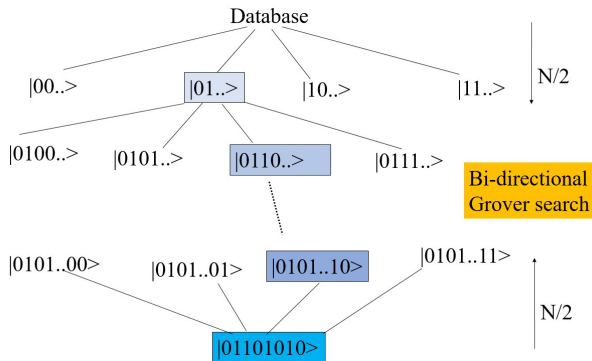 Database
N/2
|00..> |01..> |10..> |11..>
|0100..> |0101..> |0110..> |0111..>
Bi-directional
Grover search
|0101..00> |0101..01> |0101..10> |0101..11>
N/2
|01101010>